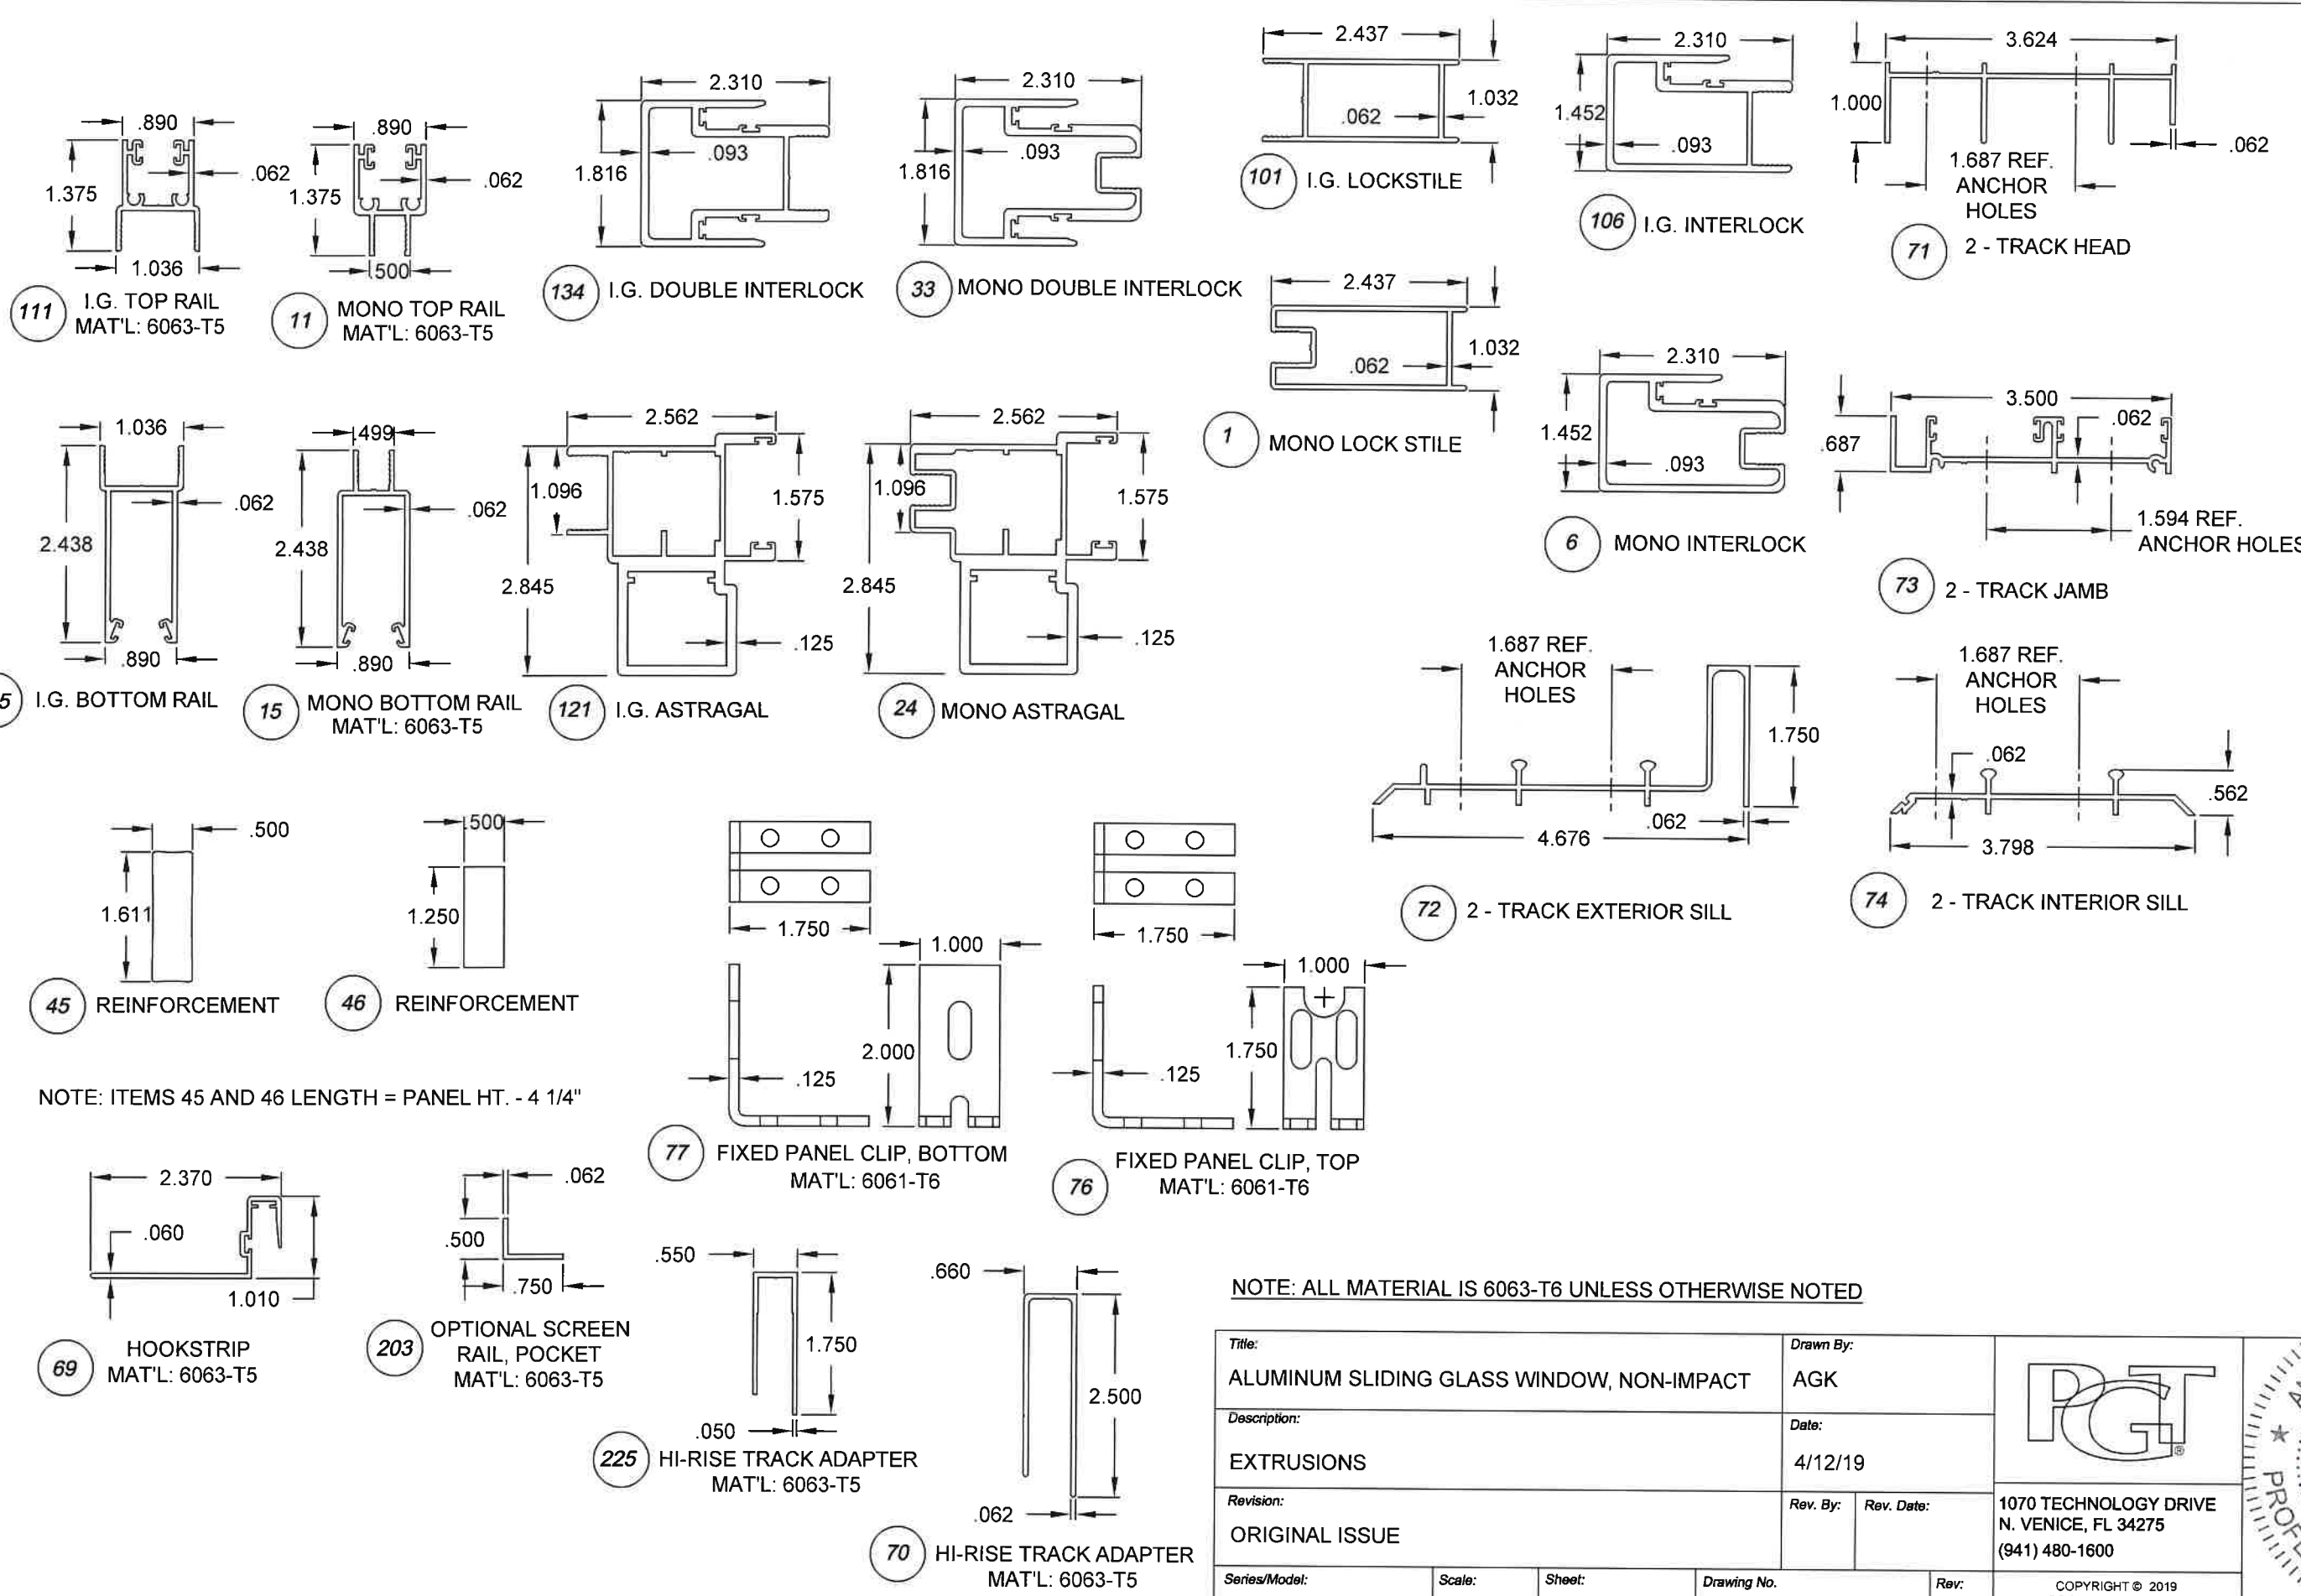 .890
1.375
.062
1.036
111
I.G. TOP RAIL
MAT'L: 6063-T5
.890
1.375
.062
.500
11
MONO TOP RAIL
MAT'L: 6063-T5
2.310
1.816
.093
134
I.G. DOUBLE INTERLOCK
2.310
1.816
.093
33
MONO DOUBLE INTERLOCK
2.437
.062
1.032
101
I.G. LOCKSTILE
2.310
1.452
.093
106
I.G. INTERLOCK
3.624
1.000
.062
1.687 REF.
ANCHOR
HOLES
71
2 - TRACK HEAD
2.437
.062
1.032
1
MONO LOCK STILE
2.310
1.452
.093
6
MONO INTERLOCK
3.500
.687
.062
1.594 REF.
ANCHOR HOLES
73
2 - TRACK JAMB
1.036
2.438
.062
.890
5
I.G. BOTTOM RAIL
.499
2.438
.062
.890
15
MONO BOTTOM RAIL
MAT'L: 6063-T5
2.562
1.096
1.575
2.845
.125
121
I.G. ASTRAGAL
2.562
1.096
1.575
2.845
.125
24
MONO ASTRAGAL
1.687 REF.
ANCHOR
HOLES
1.750
.062
4.676
72
2 - TRACK EXTERIOR SILL
1.687 REF.
ANCHOR
HOLES
.062
.562
3.798
74
2 - TRACK INTERIOR SILL
.500
1.611
45
REINFORCEMENT
.500
1.250
46
REINFORCEMENT
NOTE: ITEMS 45 AND 46 LENGTH = PANEL HT. - 4 1/4"
1.750
1.000
2.000
.125
77
FIXED PANEL CLIP, BOTTOM
MAT'L: 6061-T6
1.750
1.000
1.750
.125
76
FIXED PANEL CLIP, TOP
MAT'L: 6061-T6
2.370
.060
1.010
69
HOOKSTRIP
MAT'L: 6063-T5
.062
.500
.750
203
OPTIONAL SCREEN
RAIL, POCKET
MAT'L: 6063-T5
.550
1.750
.050
225
HI-RISE TRACK ADAPTER
MAT'L: 6063-T5
.660
2.500
.062
70
HI-RISE TRACK ADAPTER
MAT'L: 6063-T5
NOTE: ALL MATERIAL IS 6063-T6 UNLESS OTHERWISE NOTED
Title:
ALUMINUM SLIDING GLASS WINDOW, NON-IMPACT
Drawn By:
AGK
Description:
EXTRUSIONS
Date:
4/12/19
Revision:
ORIGINAL ISSUE
Rev. By:
Rev. Date:
PGT®
1070 TECHNOLOGY DRIVE
N. VENICE, FL 34275
(941) 480-1600
Series/Model:
Scale:
Sheet:
Drawing No.
Rev:
COPYRIGHT © 2019